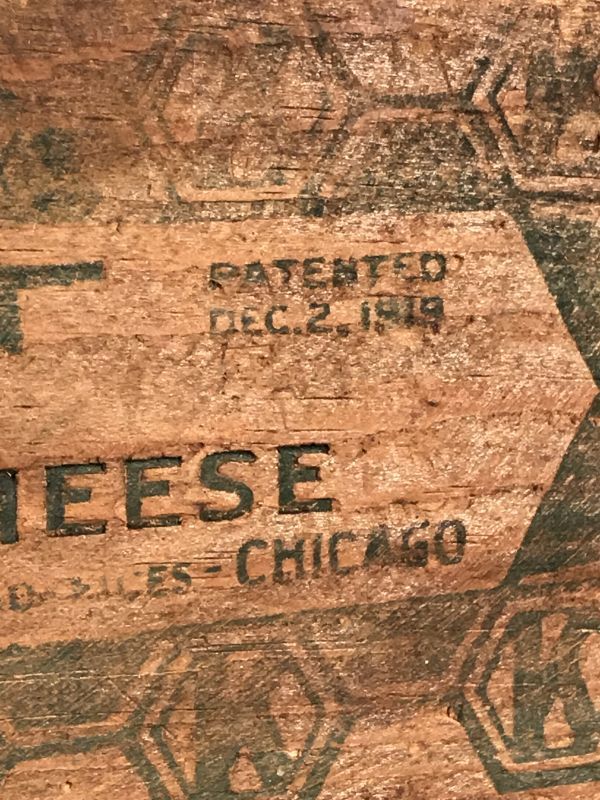 T
PATENTED
DEC. 2, 1919
HEESE
-CHICAGO
K